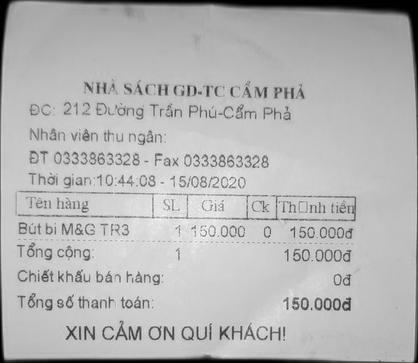 NHÀ SÁCH GD-TC CẨM PHẢ
ĐC: 212 Đường Trần Phú-Cẩm Phả
Nhân viên thu ngân:
ĐT 0333863328 - Fax 0333863328
Thời gian:10:44:08 - 15/08/2020
Tên hàng SL Giá Ck Th□nh tiền
Bút bi M&G TR3 1 150.000 0 150.000đ
Tổng cộng: 1 150.000đ
Chiết khấu bán hàng: 0đ
Tổng số thanh toán: 150.000đ
XIN CẢM ƠN QUÍ KHÁCH!